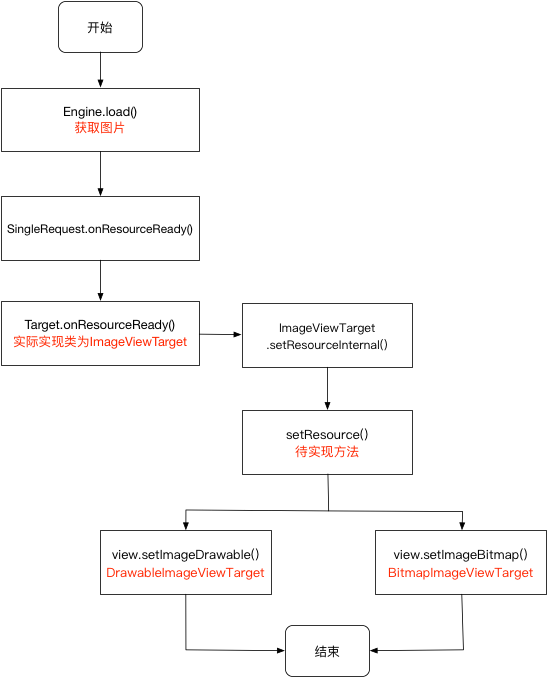 开始
Engine.load()
获取图片
SingleRequest.onResourceReady()
Target.onResourceReady()
实际实现类为ImageViewTarget
ImageViewTarget
.setResourceInternal()
setResource()
待实现方法
view.setImageDrawable()
DrawableImageViewTarget
view.setImageBitmap()
BitmapImageViewTarget
结束